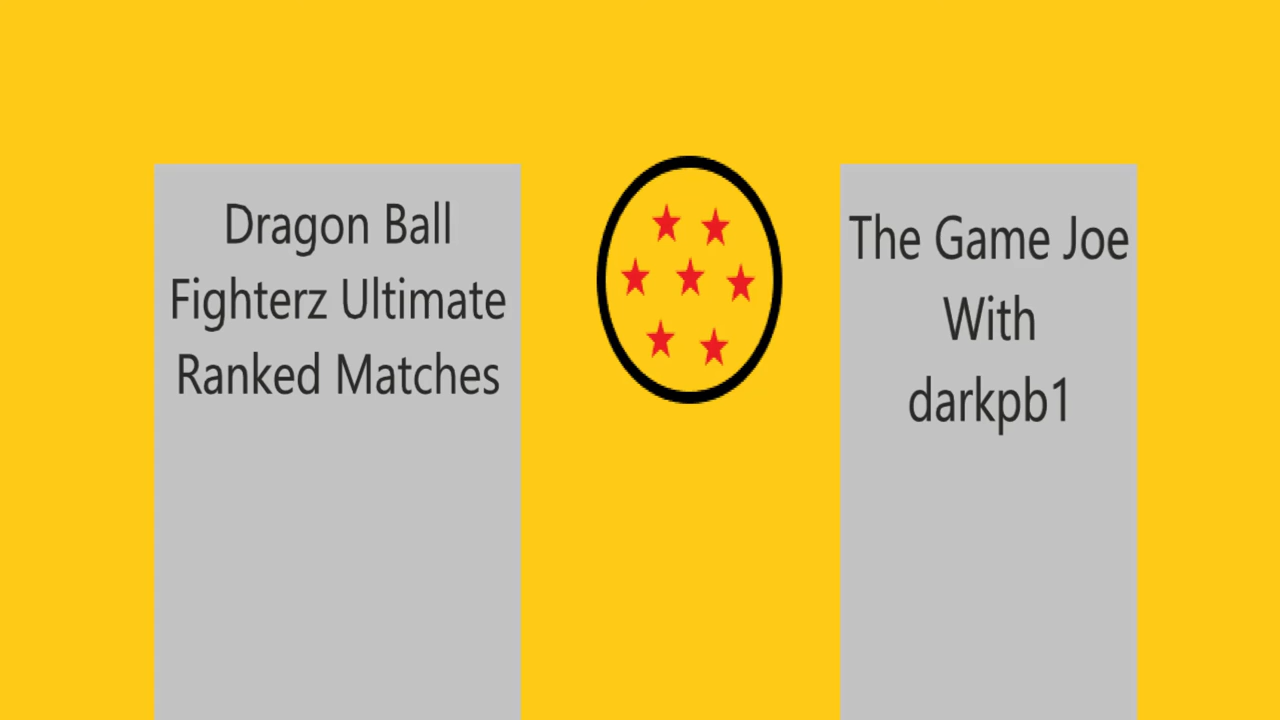 Dragon Ball
Fighterz Ultimate
Ranked Matches
The Game Joe
With
darkpb1